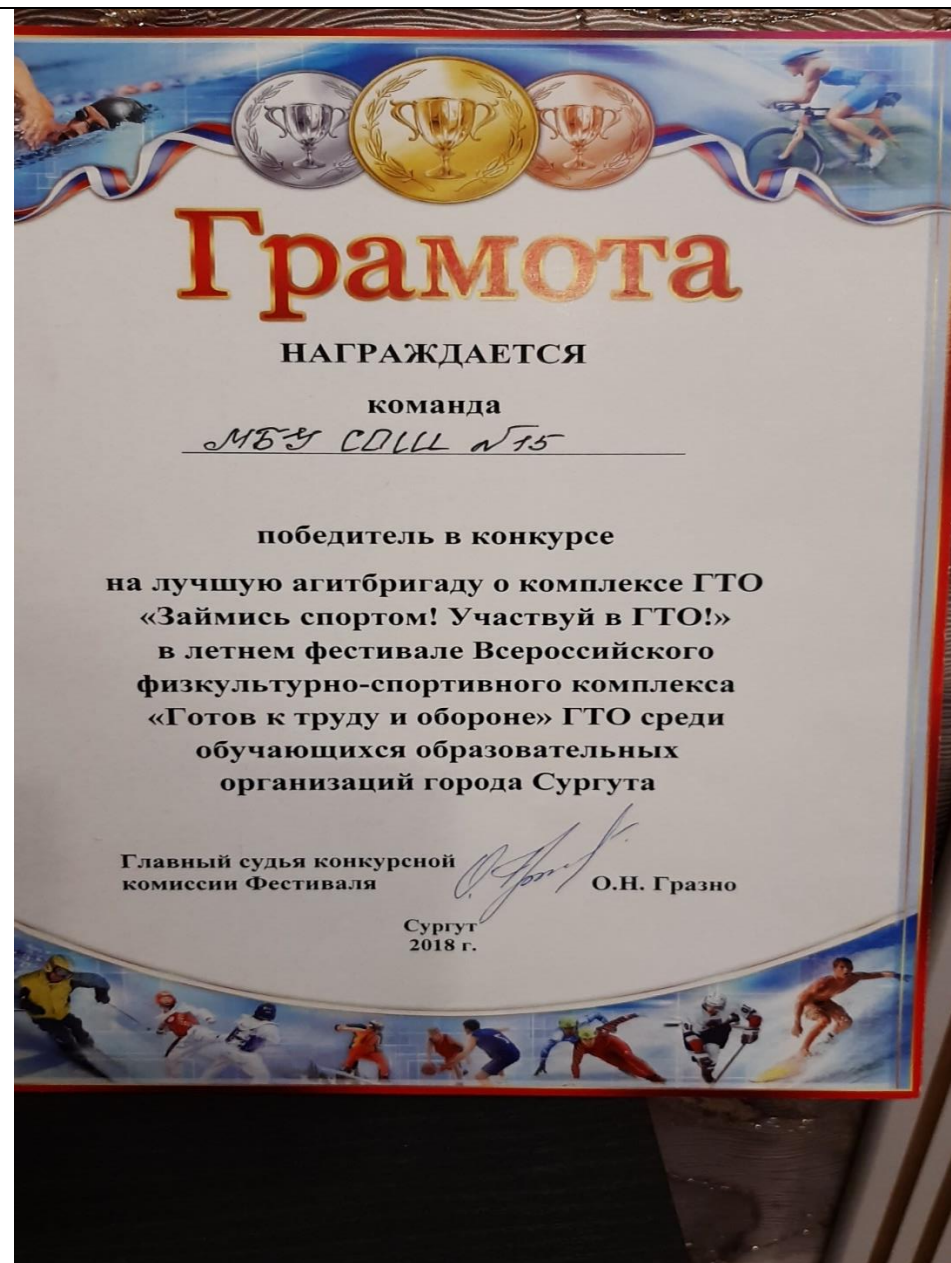 Грамота
НАГРАЖДАЕТСЯ
команда
МБУ СОШ №15
победитель в конкурсе
на лучшую агитбригаду о комплексе ГТО
«Займись спортом! Участвуй в ГТО!»
в летнем фестивале Всероссийского
физкультурно-спортивного комплекса
«Готов к труду и обороне» ГТО среди
обучающихся образовательных
организаций города Сургута
Главный судья конкурсной
комиссии Фестиваля О.Н. Гразно
Сургут
2018 г.